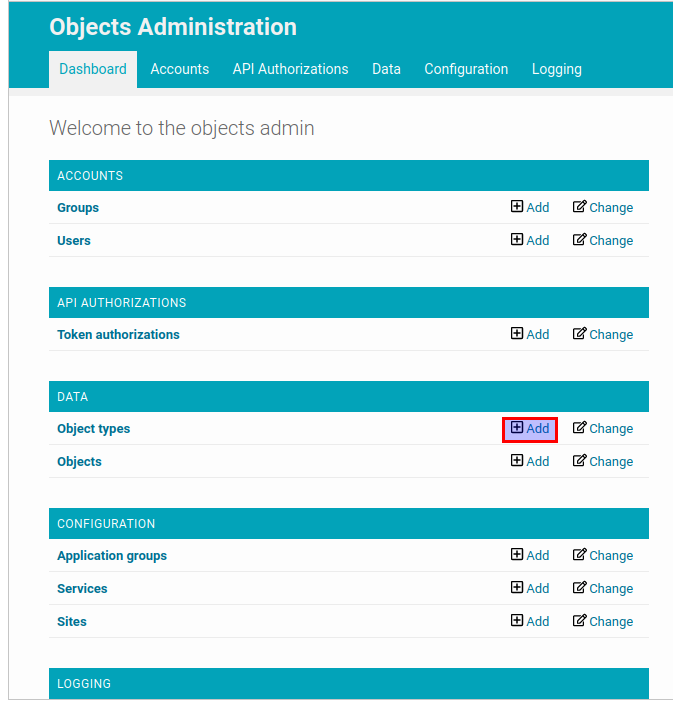 Objects Administration
Dashboard Accounts API Authorizations Data Configuration Logging
Welcome to the objects admin
ACCOUNTS
Groups Add Change
Users Add Change
API AUTHORIZATIONS
Token authorizations Add Change
DATA
Object types Add Change
Objects Add Change
CONFIGURATION
Application groups Add Change
Services Add Change
Sites Add Change
LOGGING